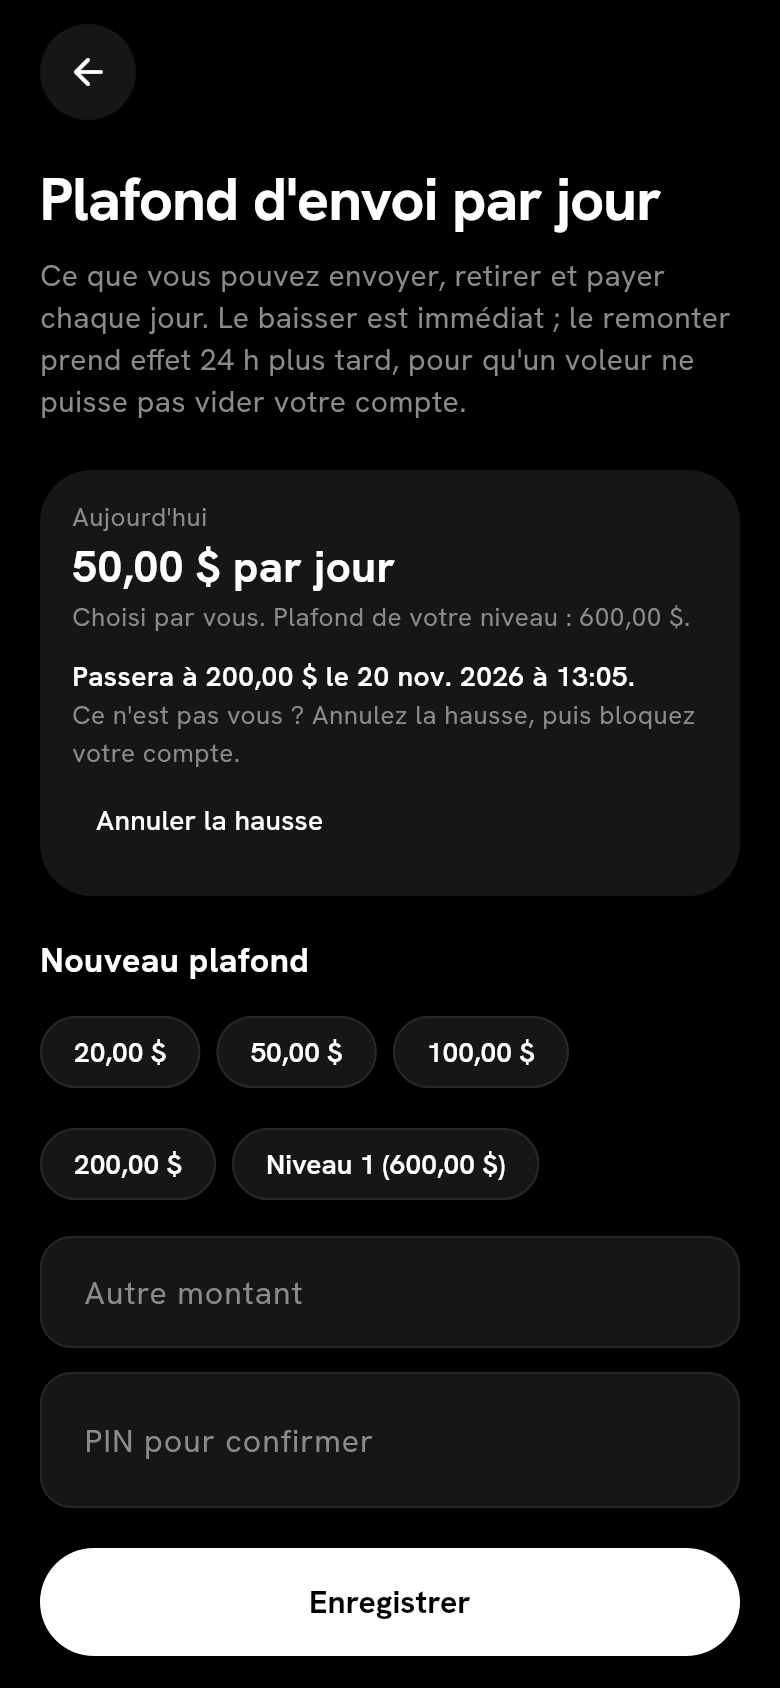 Plafond d'envoi par jour
Ce que vous pouvez envoyer, retirer et payer
chaque jour. Le baisser est immédiat ; le remonter
prend effet 24 h plus tard, pour qu'un voleur ne
puisse pas vider votre compte.
Aujourd'hui
50,00 $ par jour
Choisi par vous. Plafond de votre niveau : 600,00 $.
Passera à 200,00 $ le 20 nov. 2026 à 13:05.
Ce n'est pas vous ? Annulez la hausse, puis bloquez
votre compte.
Annuler la hausse
Nouveau plafond
20,00 $ 50,00 $ 100,00 $
200,00 $ Niveau 1 (600,00 $)
Autre montant
PIN pour confirmer
Enregistrer